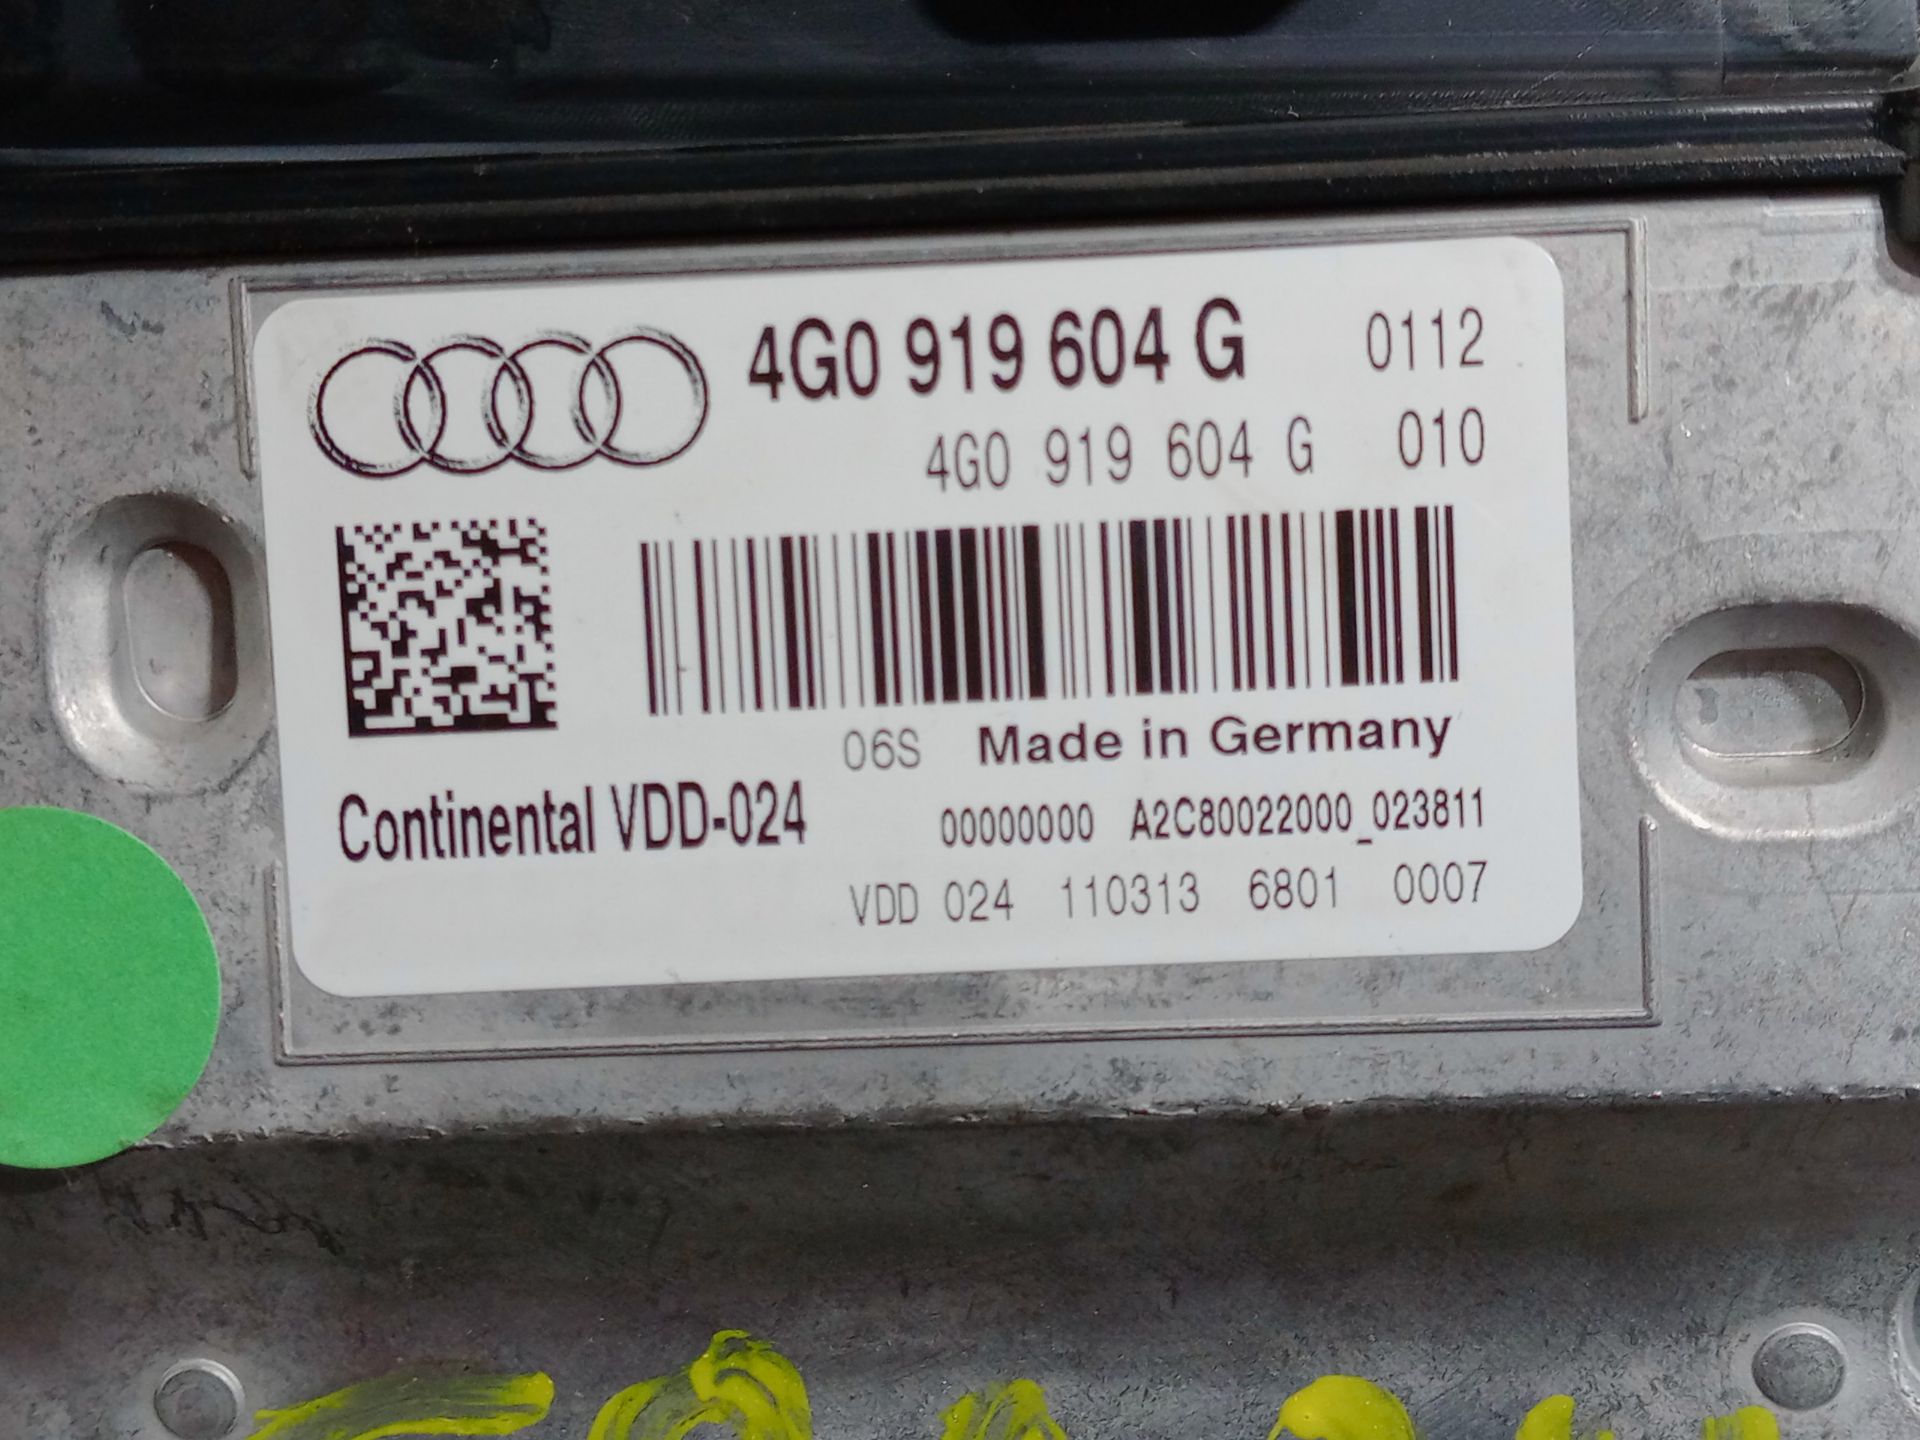 4G0 919 604 G 0112
4G0 919 604 G 010
06S Made in Germany
Continental VDD-024 00000000 A2C80022000_023811
VDD 024 110313 6801 0007